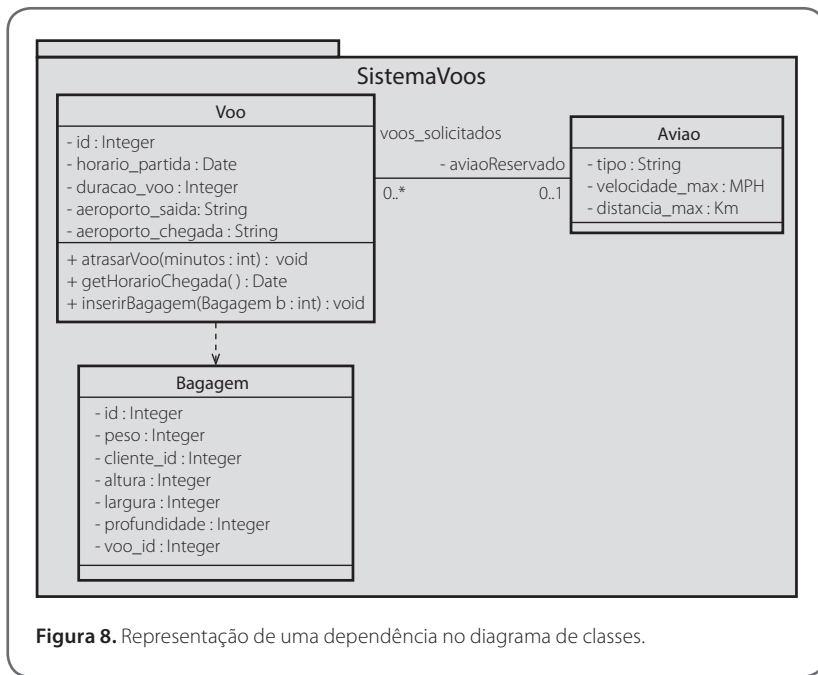 SistemaVoos
Voo
- id : Integer
- horario_partida : Date
- duracao_voo : Integer
- aeroporto_saida: String
- aeroporto_chegada : String
+ atrasarVoo(minutos : int) : void
+ getHorarioChegada( ) : Date
+ inserirBagagem(Bagagem b : int) : void
voos_solicitados
- aviaoReservado
0..*
0..1
Aviao
- tipo : String
- velocidade_max : MPH
- distancia_max : Km
Bagagem
- id : Integer
- peso : Integer
- cliente_id : Integer
- altura : Integer
- largura : Integer
- profundidade : Integer
- voo_id : Integer
Figura 8. Representação de uma dependência no diagrama de classes.